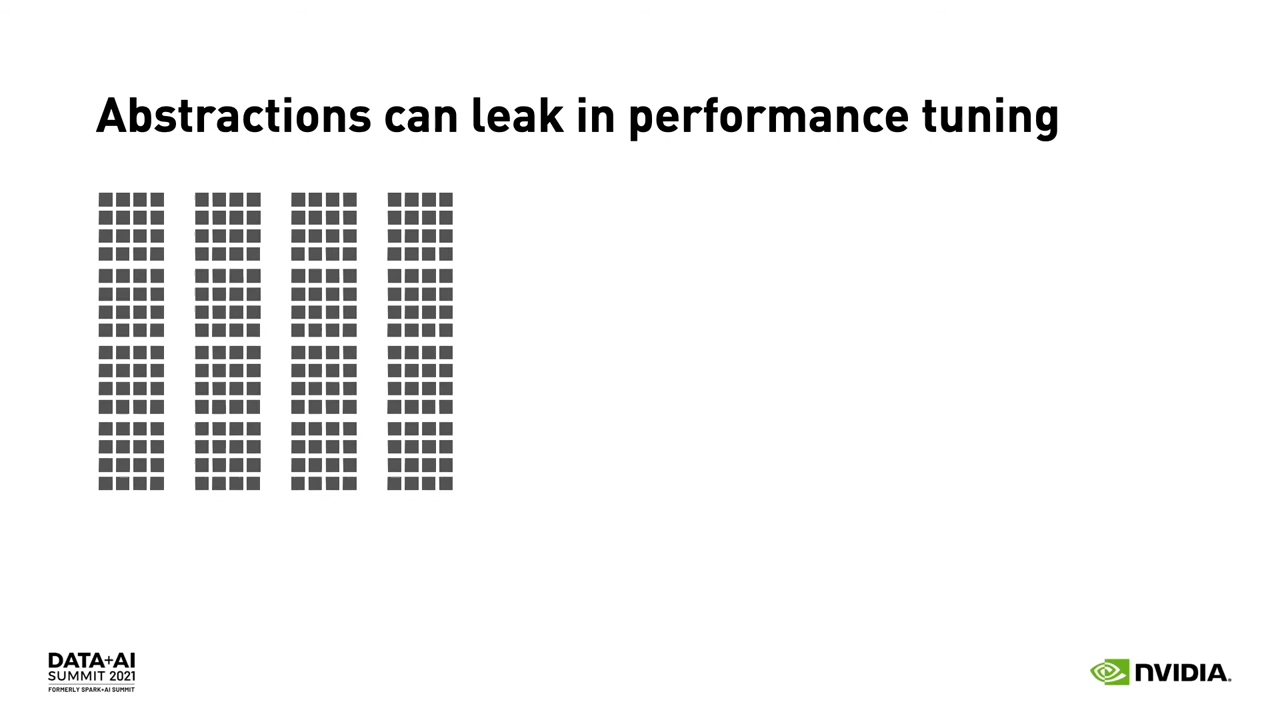 Abstractions can leak in performance tuning
DATA+AI
SUMMIT 2021
FORMERLY SPARK+AI SUMMIT
NVIDIA.